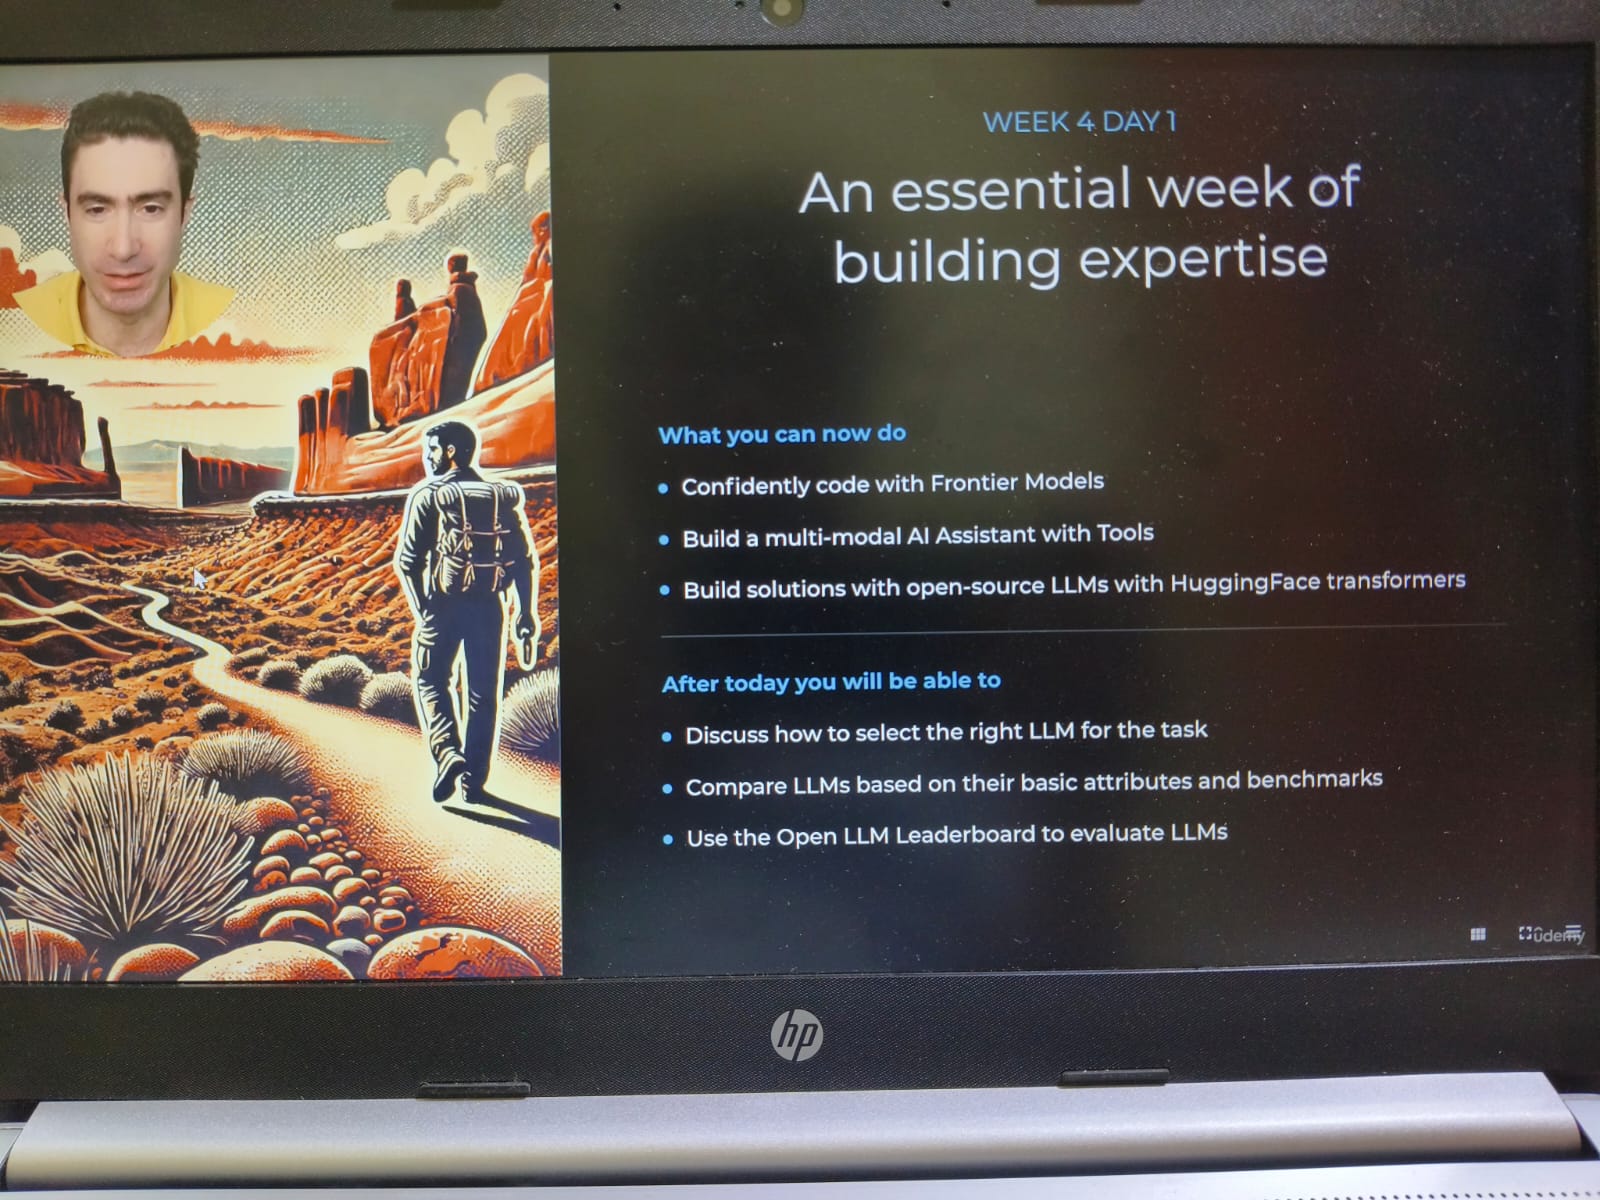 WEEK 4 DAY 1
An essential week of
building expertise
What you can now do
• Confidently code with Frontier Models
• Build a multi-modal AI Assistant with Tools
• Build solutions with open-source LLMs with HuggingFace transformers
After today you will be able to
• Discuss how to select the right LLM for the task
• Compare LLMs based on their basic attributes and benchmarks
• Use the Open LLM Leaderboard to evaluate LLMs
ûdemy
hp